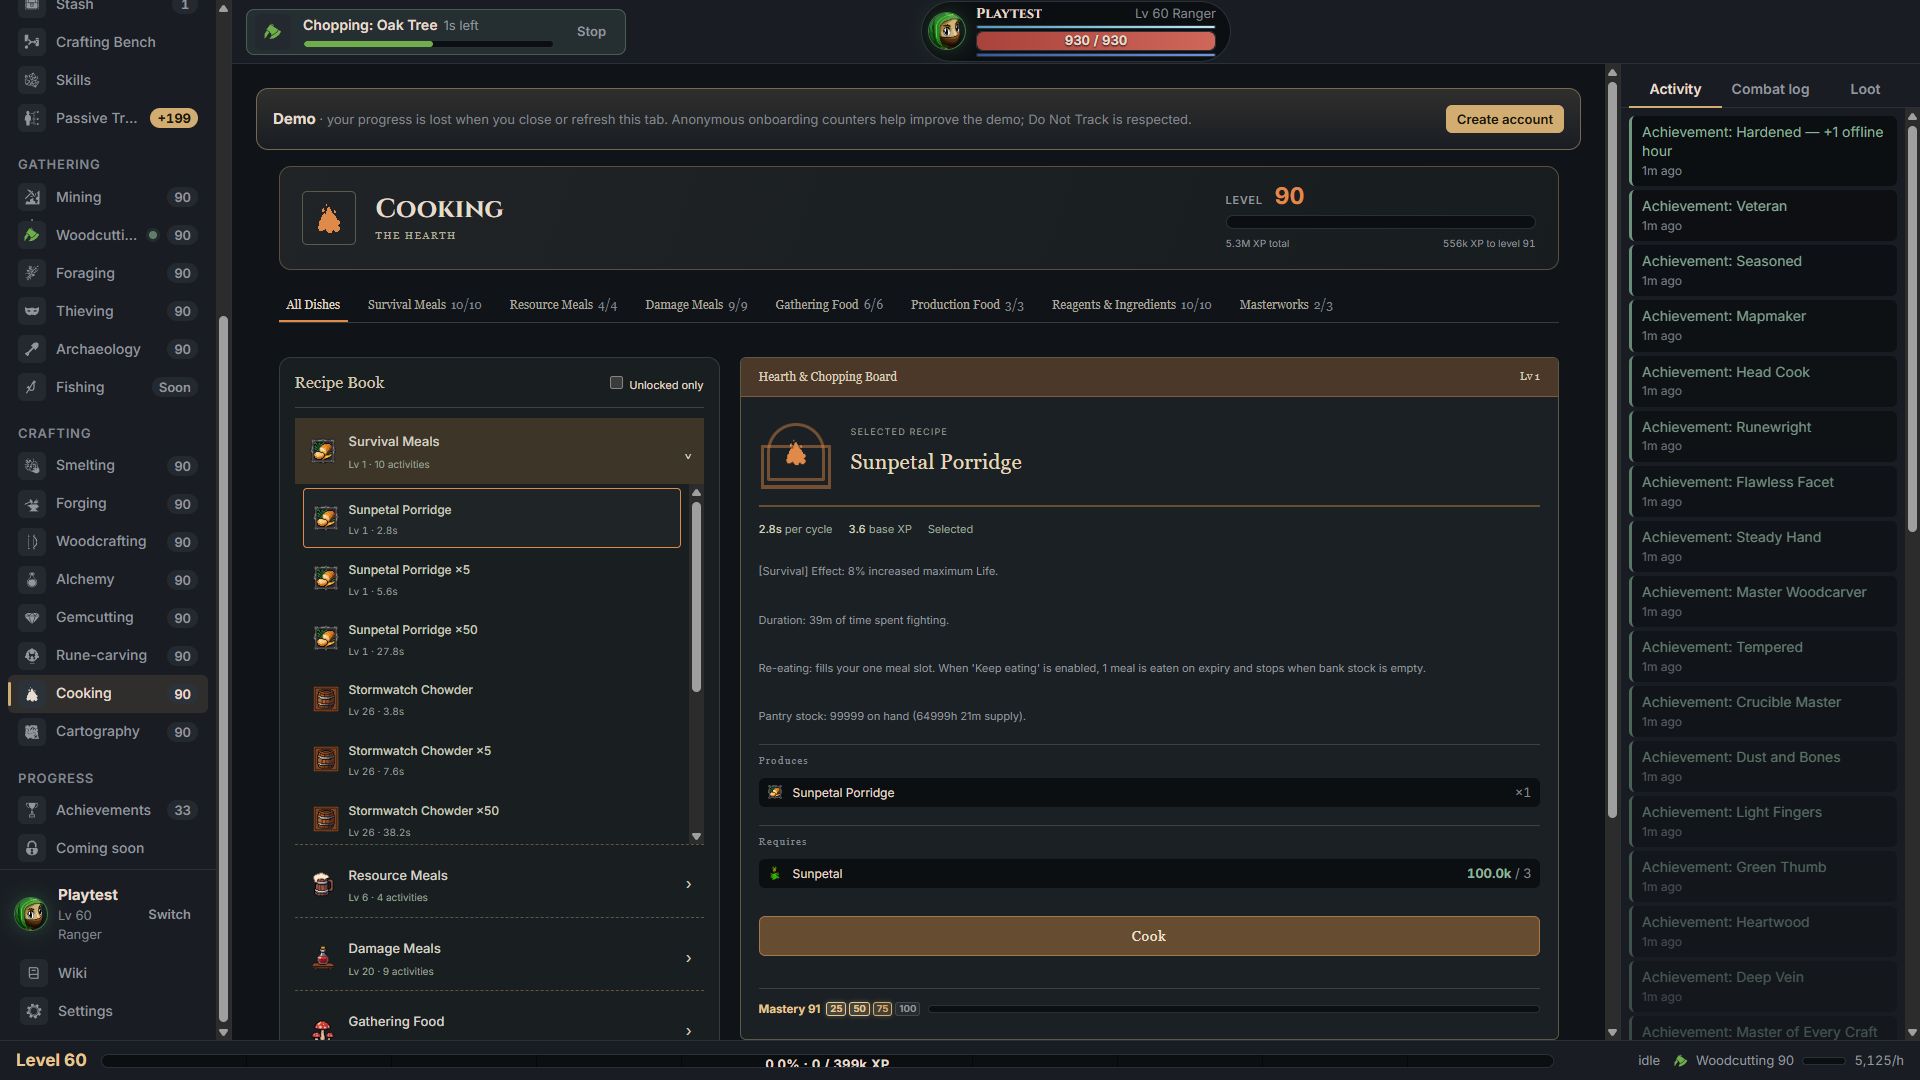 Stash 1
Crafting Bench
Skills
Passive Tr... +199
GATHERING
Mining 90
Woodcutti... 90
Foraging 90
Thieving 90
Archaeology 90
Fishing Soon
CRAFTING
Smelting 90
Forging 90
Woodcrafting 90
Alchemy 90
Gemcutting 90
Rune-carving 90
Cooking 90
Cartography 90
PROGRESS
Achievements 33
Coming soon
Playtest
Lv 60
Ranger
Switch
Wiki
Settings
Chopping: Oak Tree 1s left
Stop
PLAYTEST Lv 60 Ranger
930 / 930
Demo · your progress is lost when you close or refresh this tab. Anonymous onboarding counters help improve the demo; Do Not Track is respected.
Create account
COOKING
THE HEARTH
LEVEL 90
5.3M XP total 556k XP to level 91
All Dishes Survival Meals 10/10 Resource Meals 4/4 Damage Meals 9/9 Gathering Food 6/6 Production Food 3/3 Reagents & Ingredients 10/10 Masterworks 2/3
Recipe Book Unlocked only
Survival Meals
Lv 1 · 10 activities
Sunpetal Porridge
Lv 1 · 2.8s
Sunpetal Porridge ×5
Lv 1 · 5.6s
Sunpetal Porridge ×50
Lv 1 · 27.8s
Stormwatch Chowder
Lv 26 · 3.8s
Stormwatch Chowder ×5
Lv 26 · 7.6s
Stormwatch Chowder ×50
Lv 26 · 38.2s
Resource Meals
Lv 6 · 4 activities
Damage Meals
Lv 20 · 9 activities
Gathering Food
Hearth & Chopping Board Lv 1
SELECTED RECIPE
Sunpetal Porridge
2.8s per cycle 3.6 base XP Selected
[Survival] Effect: 8% increased maximum Life.
Duration: 39m of time spent fighting.
Re-eating: fills your one meal slot. When 'Keep eating' is enabled, 1 meal is eaten on expiry and stops when bank stock is empty.
Pantry stock: 99999 on hand (64999h 21m supply).
Produces
Sunpetal Porridge ×1
Requires
Sunpetal 100.0k / 3
Cook
Mastery 91 25 50 75 100
Activity Combat log Loot
Achievement: Hardened — +1 offline
hour
1m ago
Achievement: Veteran
1m ago
Achievement: Seasoned
1m ago
Achievement: Mapmaker
1m ago
Achievement: Head Cook
1m ago
Achievement: Runewright
1m ago
Achievement: Flawless Facet
1m ago
Achievement: Steady Hand
1m ago
Achievement: Master Woodcarver
1m ago
Achievement: Tempered
1m ago
Achievement: Crucible Master
1m ago
Achievement: Dust and Bones
1m ago
Achievement: Light Fingers
1m ago
Achievement: Green Thumb
1m ago
Achievement: Heartwood
1m ago
Achievement: Deep Vein
1m ago
Achievement: Master of Every Craft
Level 60
0.0% · 0 / 399k XP
idle Woodcutting 90 5,125/h